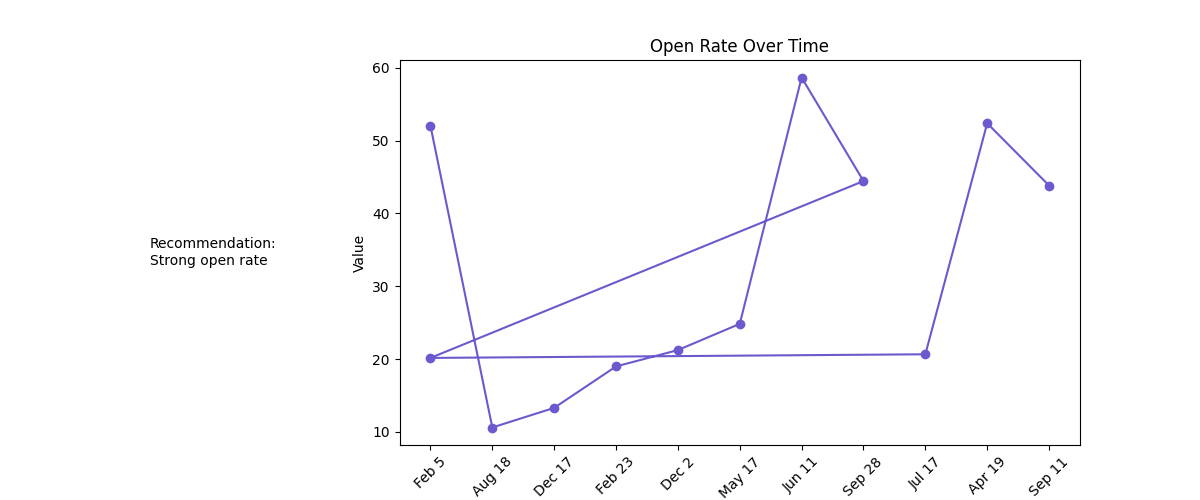 Open Rate Over Time
Recommendation:
Strong open rate
Value
60
50
40
30
20
10
Feb 5
Aug 18
Dec 17
Feb 23
Dec 2
May 17
Jun 11
Sep 28
Jul 17
Apr 19
Sep 11